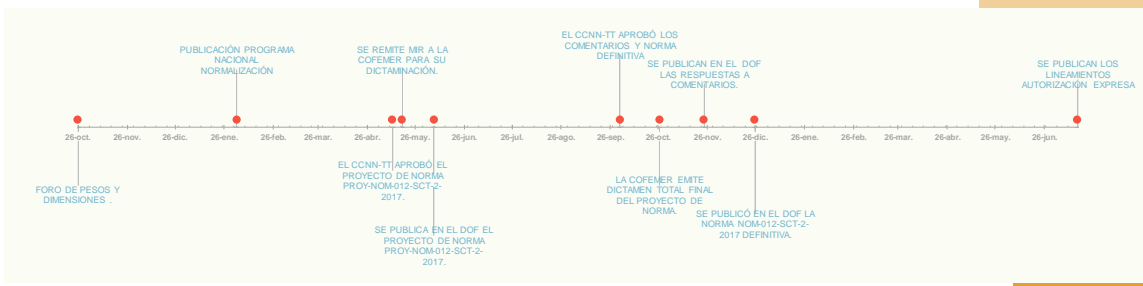 EL CCNN-TT APROBÓ LOS
COMENTARIOS Y NORMA
DEFINITIVA
PUBLICACIÓN PROGRAMA
NACIONAL
NORMALIZACIÓN
SE REMITE MIR A LA
COFEMER PARA SU
DICTAMINACIÓN.
SE PUBLICAN EN EL DOF
LAS RESPUESTAS A
COMENTARIOS.
SE PUBLICAN LOS
LINEAMIENTOS
AUTORIZACIÓN EXPRESA
26-oct. 26-nov. 26-dic. 26-ene. 26-feb. 26-mar. 26-abr. 26-may. 26-jun. 26-jul. 26-ago. 26-sep. 26-oct. 26-nov. 26-dic. 26-ene. 26-feb. 26-mar. 26-abr. 26-may. 26-jun.
FORO DE PESOS Y
DIMENSIONES .
EL CCNN-TT APROBÓ EL
PROYECTO DE NORMA
PROY-NOM-012-SCT-2-
2017.
SE PUBLICA EN EL DOF EL
PROYECTO DE NORMA
PROY-NOM-012-SCT-2-
2017.
LA COFEMER EMITE
DICTAMEN TOTAL FINAL
DEL PROYECTO DE
NORMA.
SE PUBLICÓ EN EL DOF LA
NORMA NOM-012-SCT-2-
2017 DEFINITIVA.